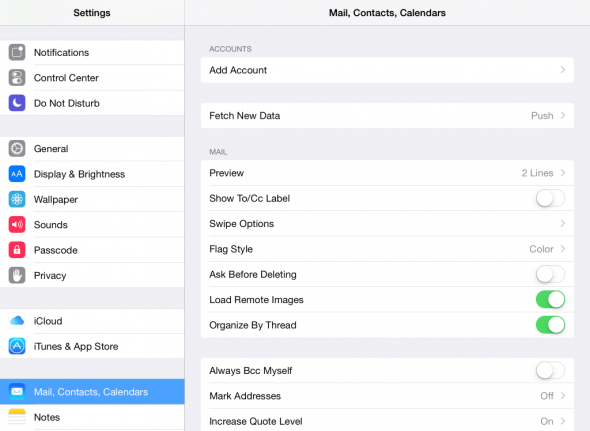 Settings
Notifications
Control Center
Do Not Disturb
General
AA Display & Brightness
Wallpaper
Sounds
Passcode
Privacy
iCloud
iTunes & App Store
Mail, Contacts, Calendars
Notes
Mail, Contacts, Calendars
ACCOUNTS
Add Account
Fetch New Data Push
MAIL
Preview 2 Lines
Show To/Cc Label
Swipe Options
Flag Style Color
Ask Before Deleting
Load Remote Images
Organize By Thread
Always Bcc Myself
Mark Addresses Off
Increase Quote Level On